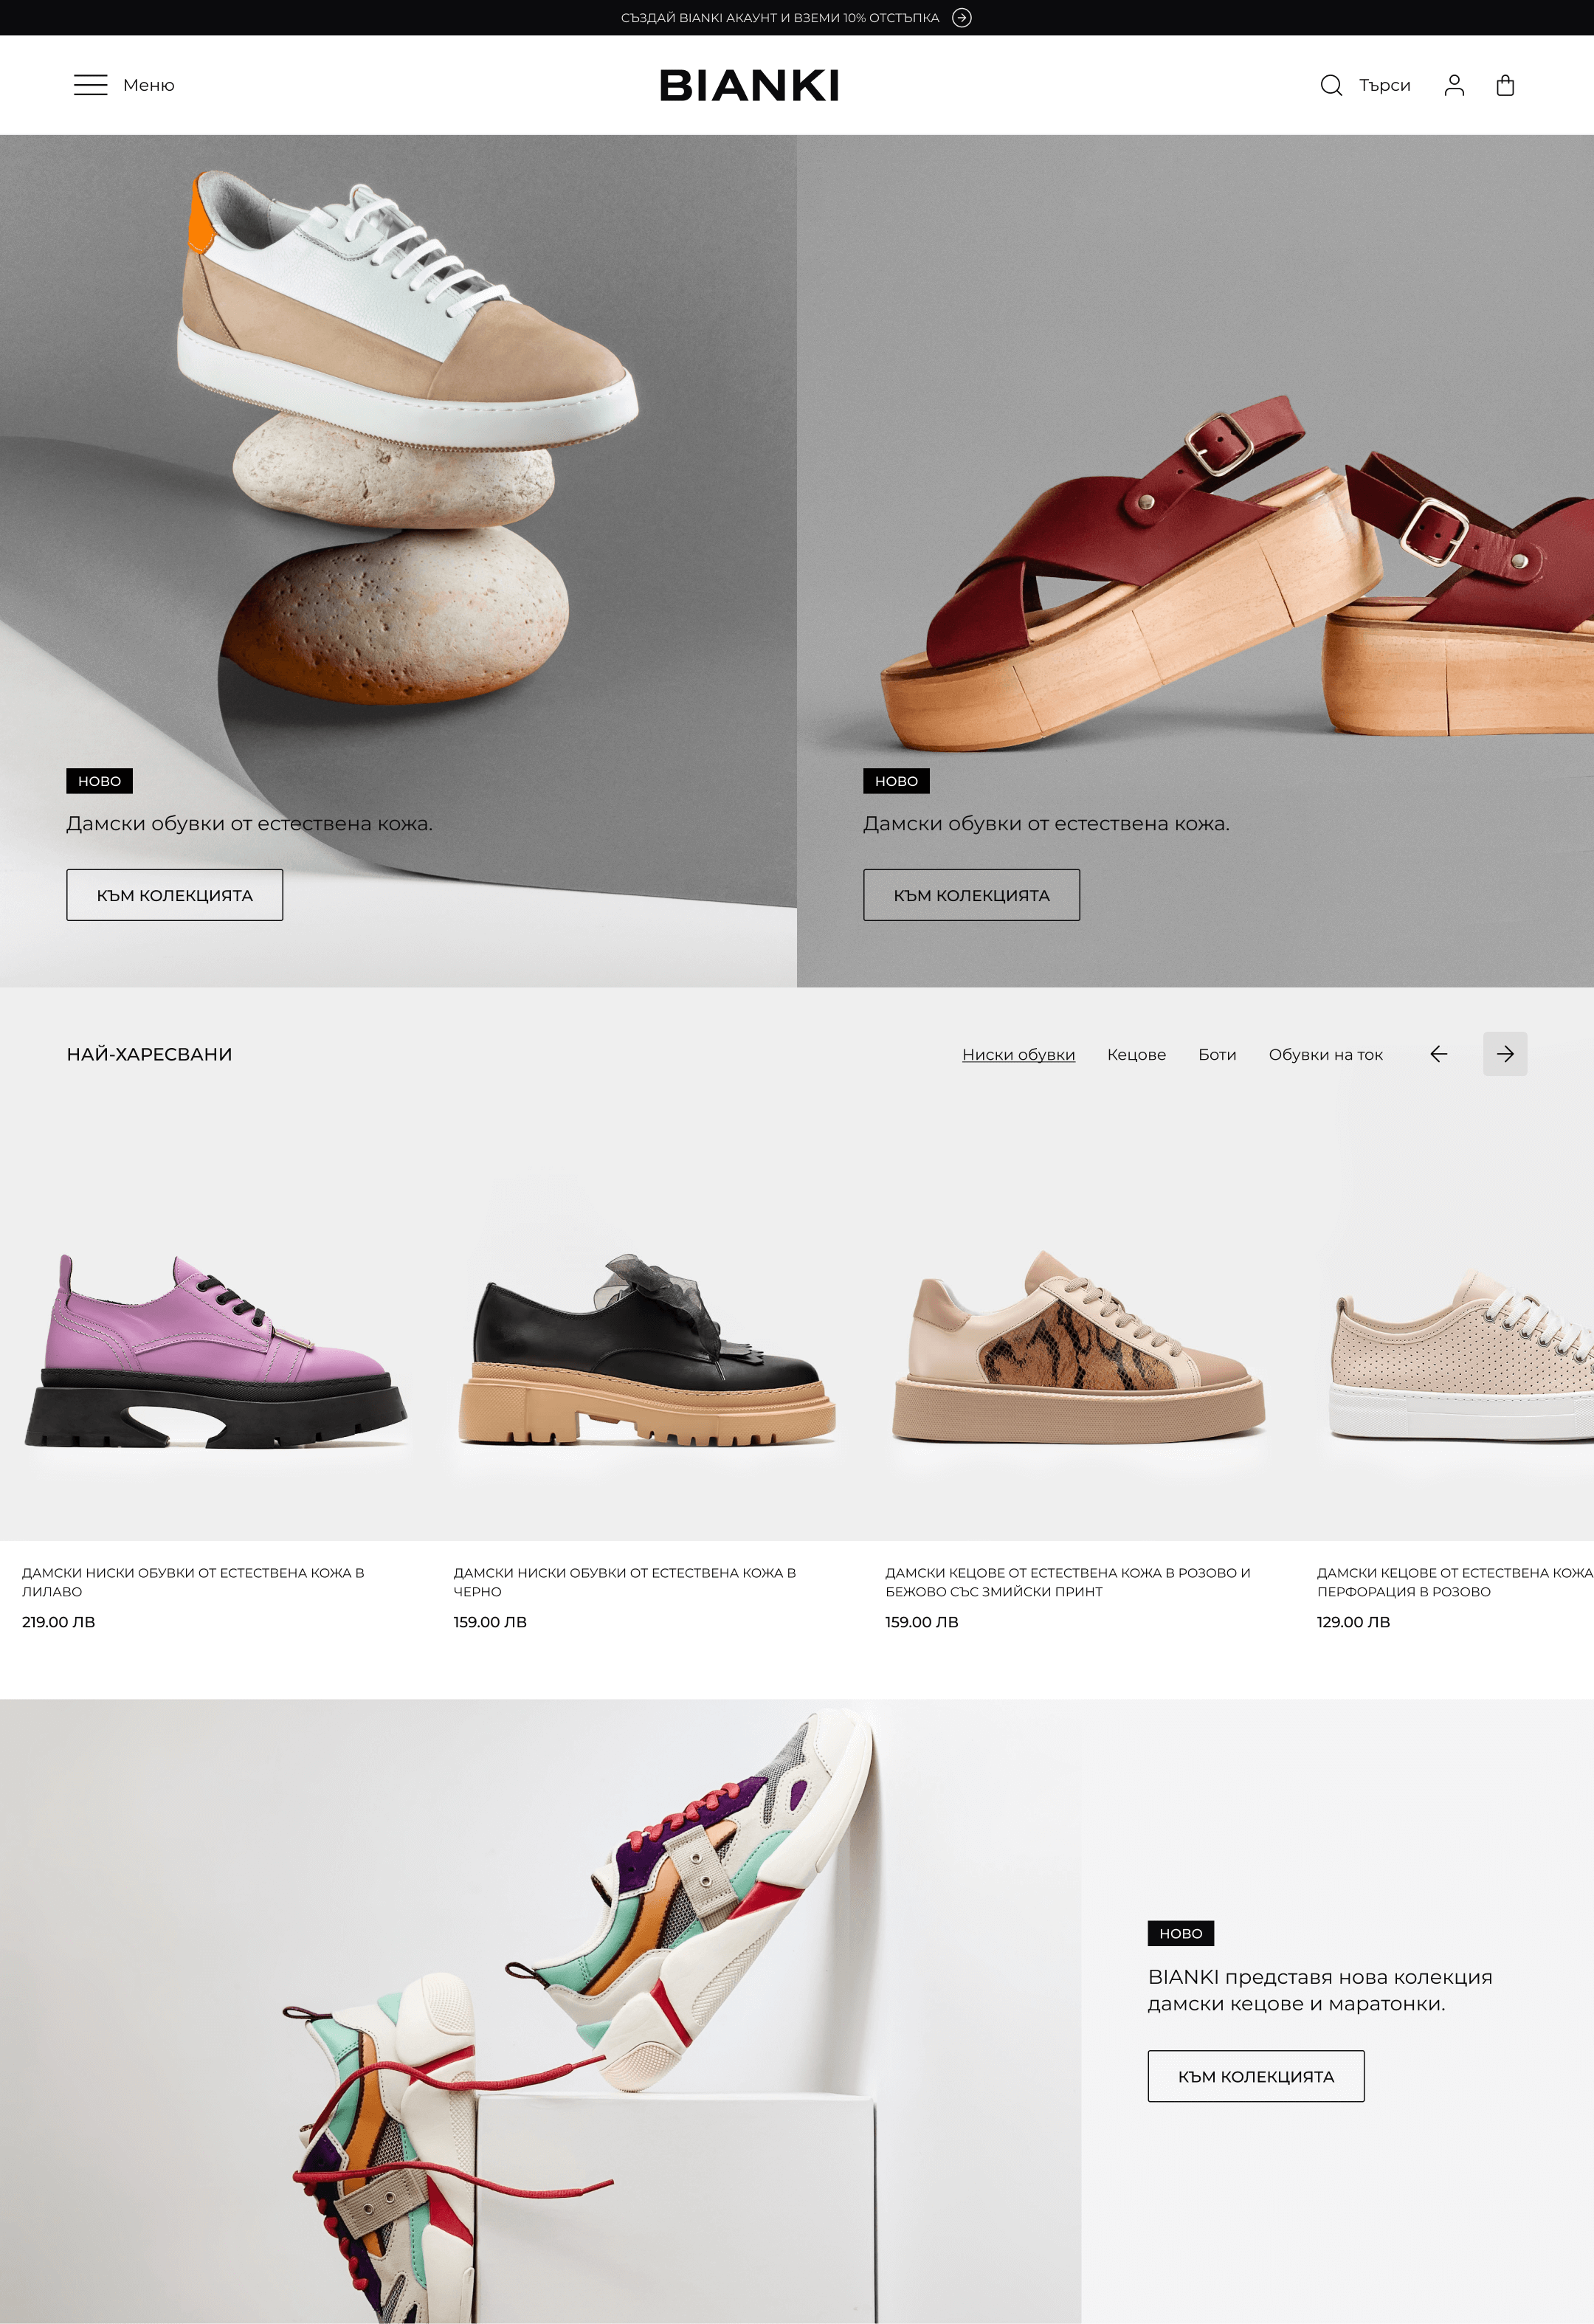 СЪЗДАЙ BIANKI АКАУНТ И ВЗЕМИ 10% ОТСТЪПКА
Меню
BIANKI
Търси
НОВО
Дамски обувки от естествена кожа.
КЪМ КОЛЕКЦИЯТА
НОВО
Дамски обувки от естествена кожа.
КЪМ КОЛЕКЦИЯТА
НАЙ-ХАРЕСВАНИ
Ниски обувки
Кецове
Боти
Обувки на ток
ДАМСКИ НИСКИ ОБУВКИ ОТ ЕСТЕСТВЕНА КОЖА В
ЛИЛАВО
219.00 ЛВ
ДАМСКИ НИСКИ ОБУВКИ ОТ ЕСТЕСТВЕНА КОЖА В
ЧЕРНО
159.00 ЛВ
ДАМСКИ КЕЦОВЕ ОТ ЕСТЕСТВЕНА КОЖА В РОЗОВО И
БЕЖОВО СЪС ЗМИЙСКИ ПРИНТ
159.00 ЛВ
ДАМСКИ КЕЦОВЕ ОТ ЕСТЕСТВЕНА КОЖА
ПЕРФОРАЦИЯ В РОЗОВО
129.00 ЛВ
НОВО
BIANKI представя нова колекция
дамски кецове и маратонки.
КЪМ КОЛЕКЦИЯТА